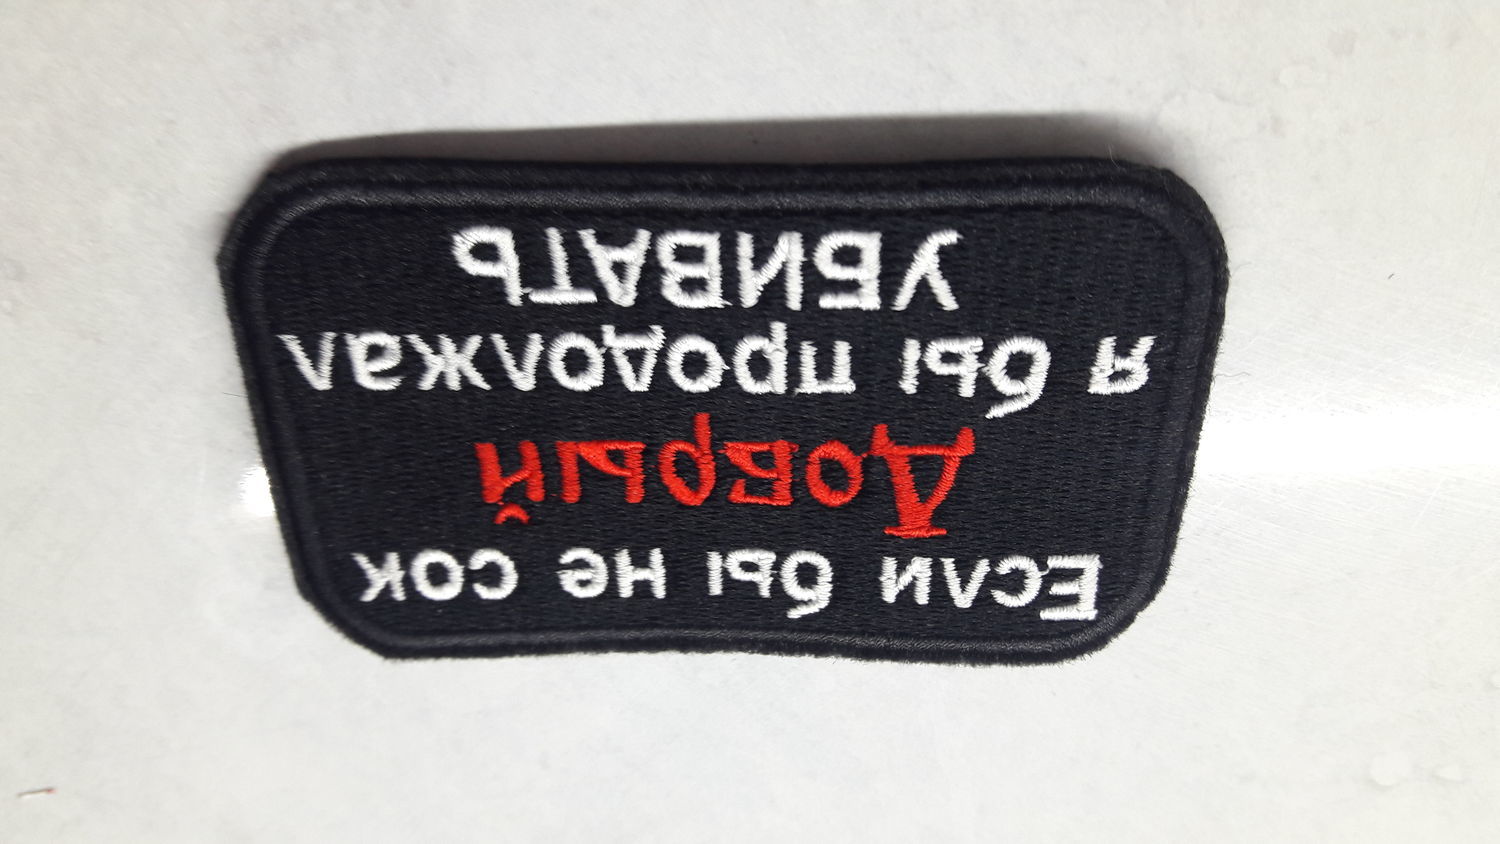 Если бы не сок
Добрый
я бы продолжал
УБИВАТЬ